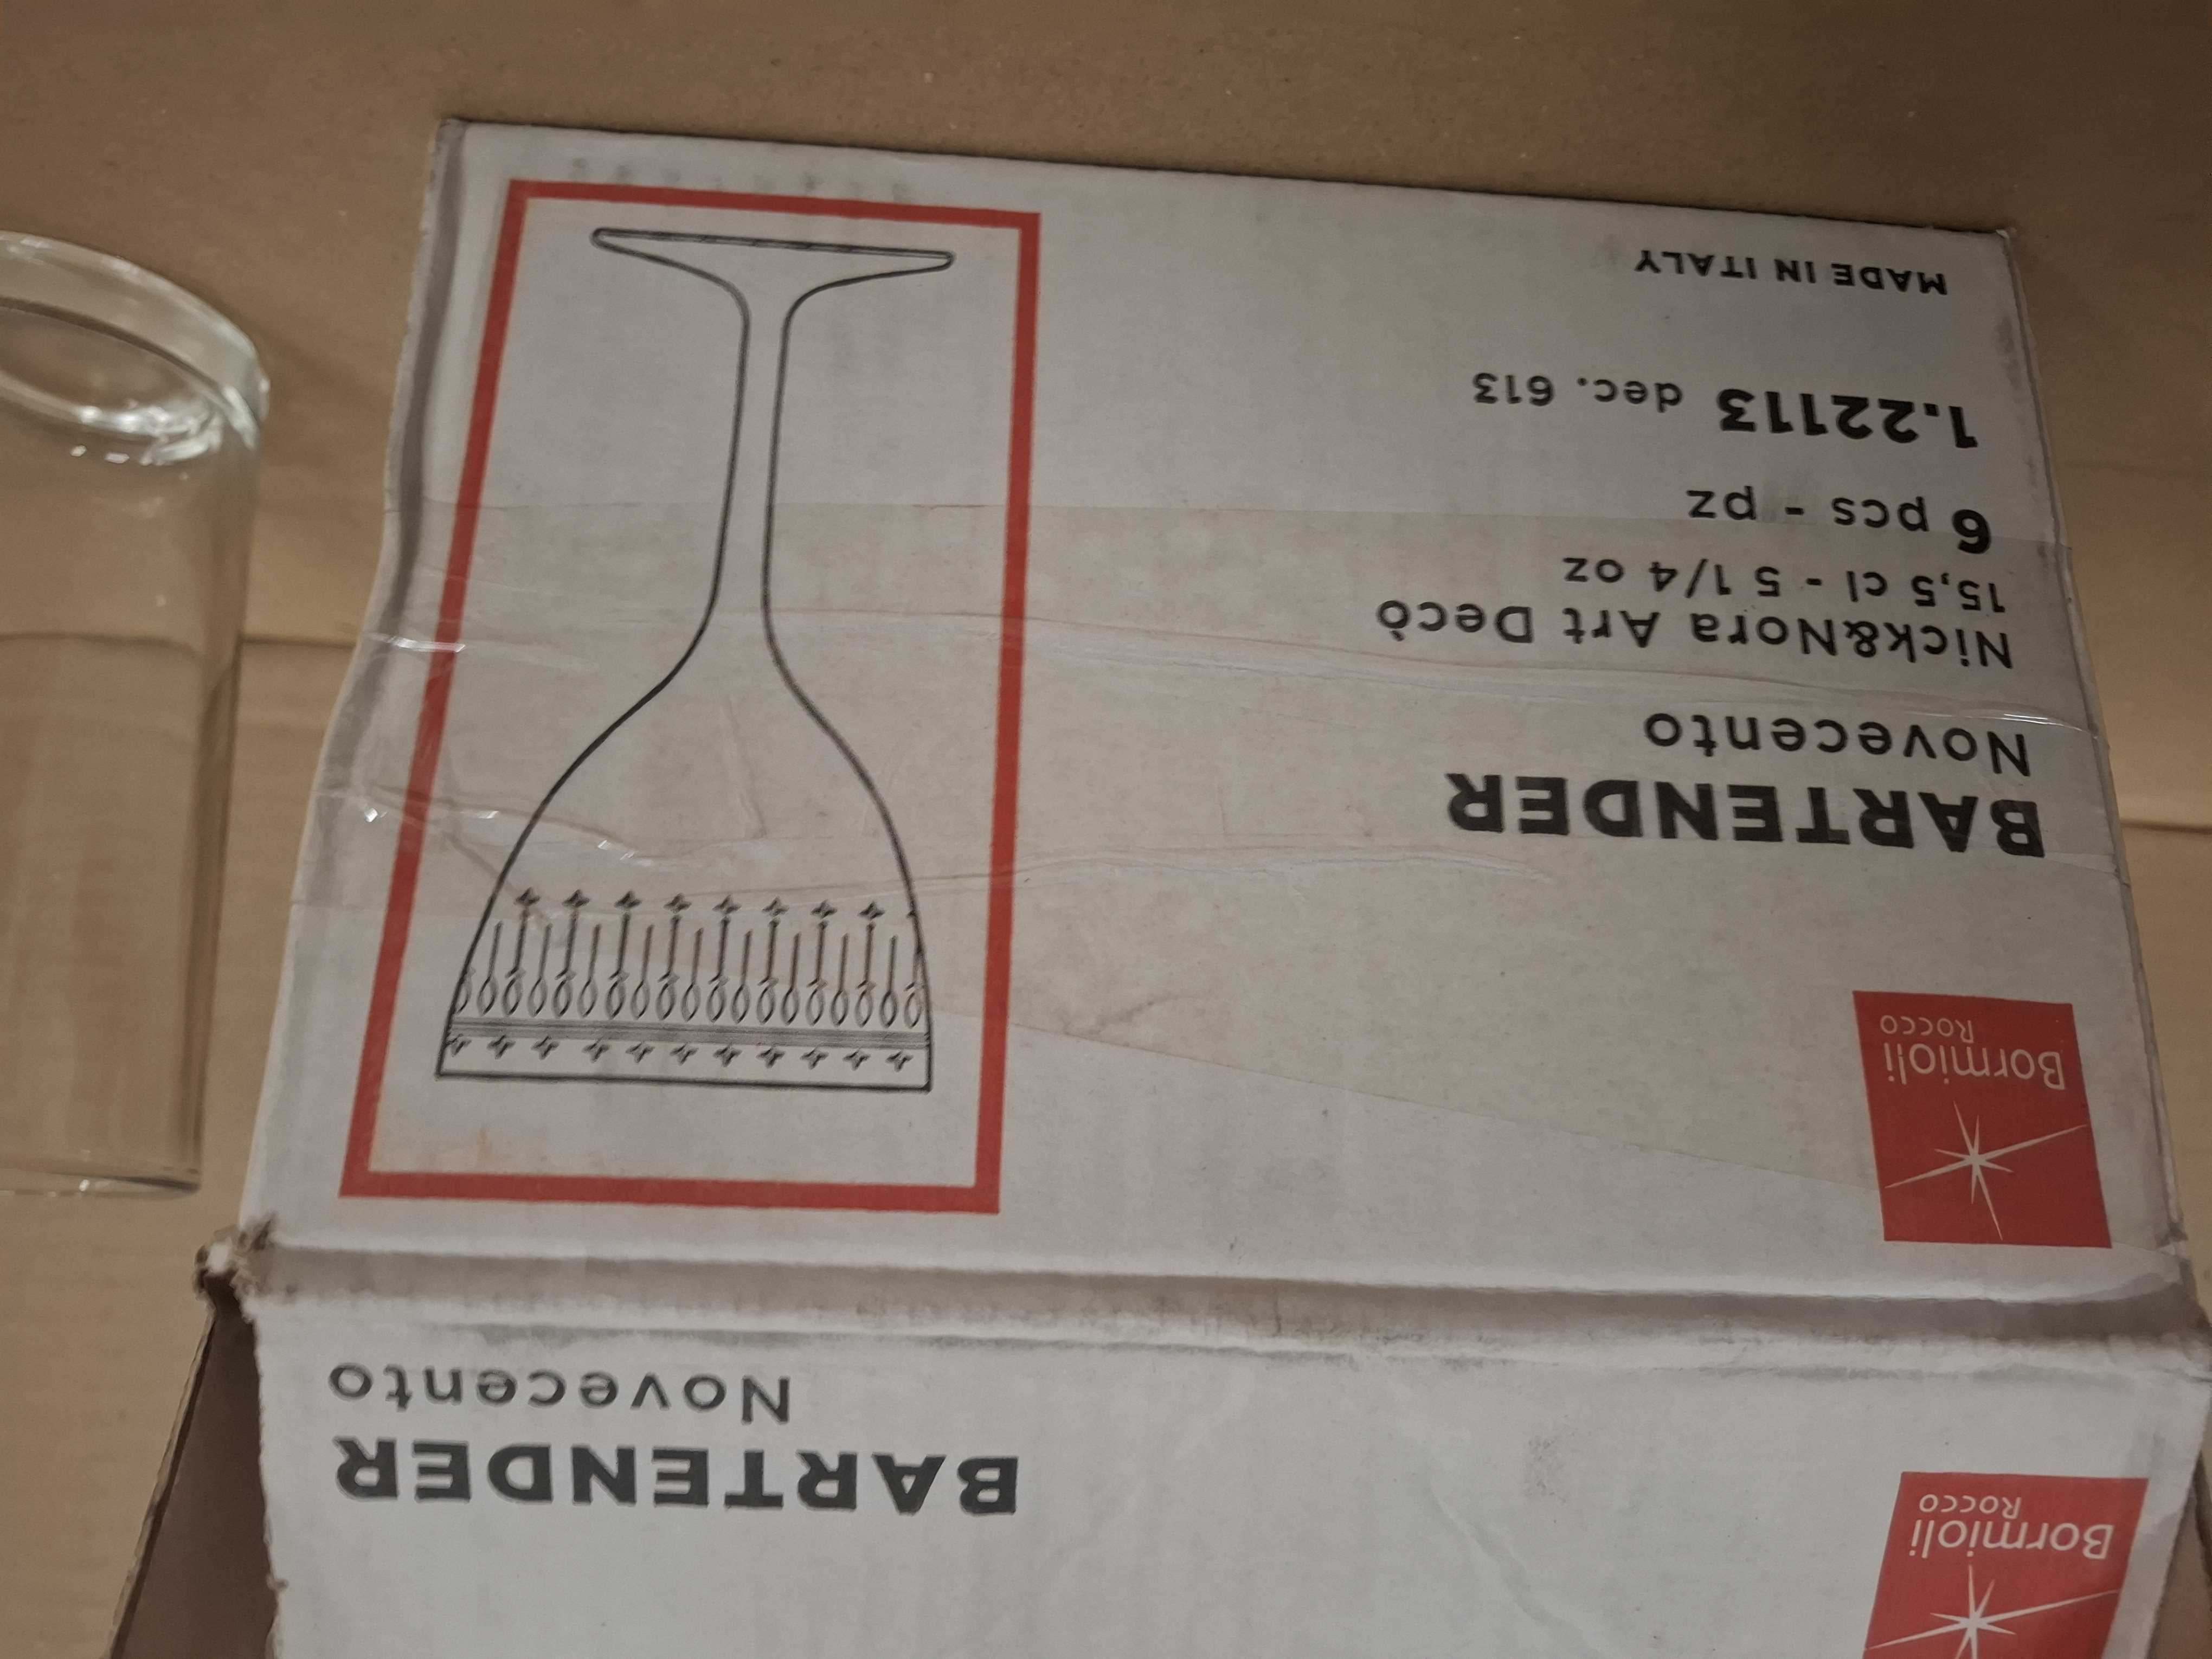 Bormioli
Rocco
BARTENDER
Novecento
Bormioli
Rocco
BARTENDER
Novecento
Nick&Nora Art Decò
15,5 cl - 5 1/4 oz
6 pcs - pz
1.22113 dec. 613
MADE IN ITALY